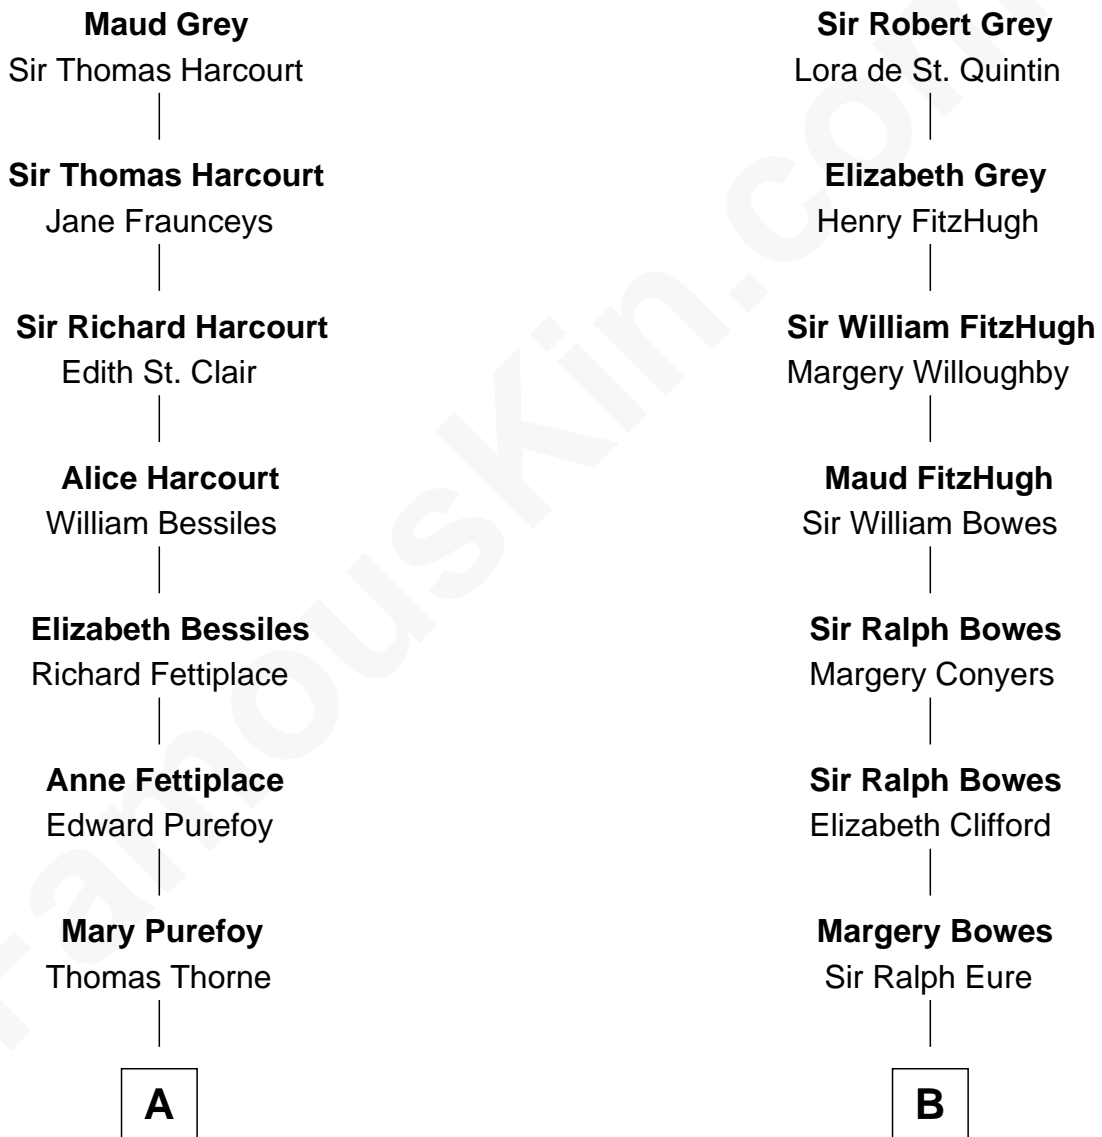 Maud Grey
Sir Thomas Harcourt
Sir Thomas Harcourt
Jane Fraunceys
Sir Richard Harcourt
Edith St. Clair
Alice Harcourt
William Bessiles
Elizabeth Bessiles
Richard Fettiplace
Anne Fettiplace
Edward Purefoy
Mary Purefoy
Thomas Thorne
A
Sir Robert Grey
Lora de St. Quintin
Elizabeth Grey
Henry FitzHugh
Sir William FitzHugh
Margery Willoughby
Maud FitzHugh
Sir William Bowes
Sir Ralph Bowes
Margery Conyers
Sir Ralph Bowes
Elizabeth Clifford
Margery Bowes
Sir Ralph Eure
B
FamousKin.com